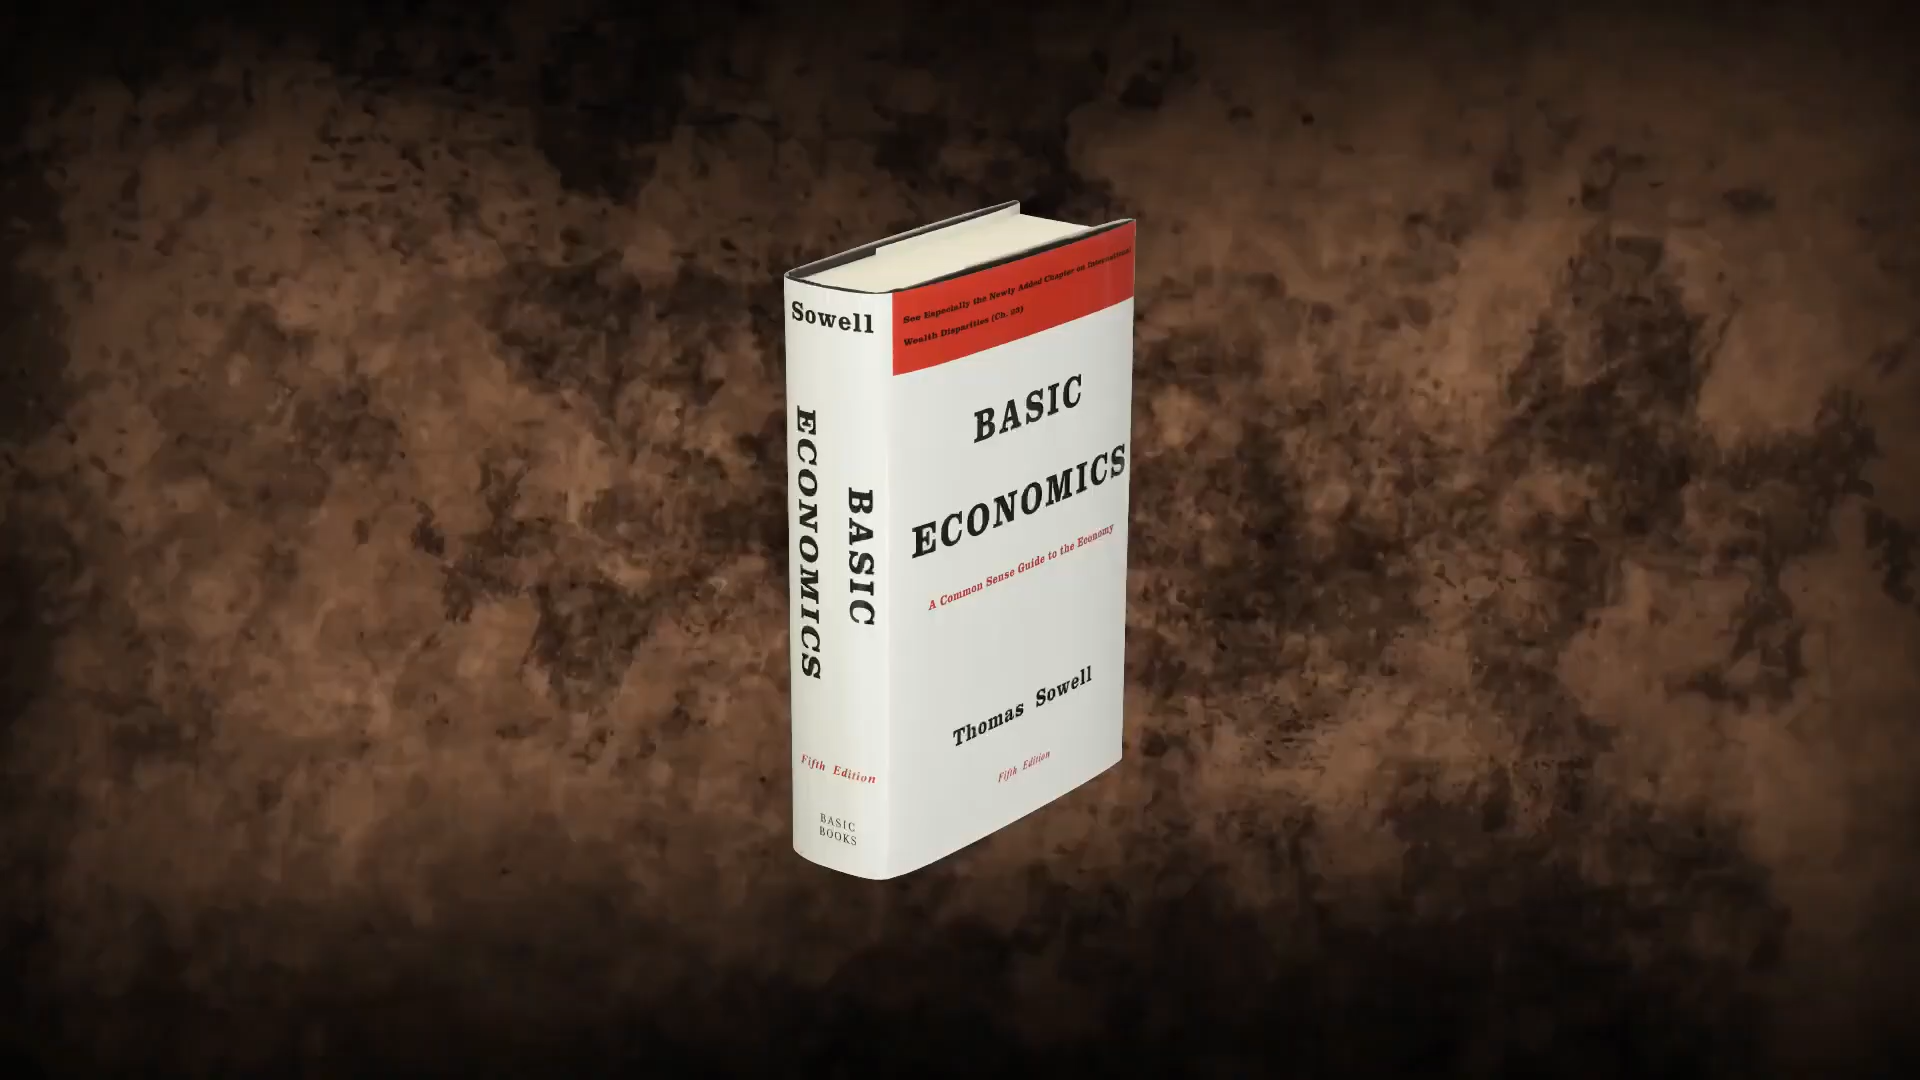 Sowell
BASIC
ECONOMICS
Fifth Edition
BASIC
BOOKS
See Especially the Newly Added Chapter on International
Wealth Disparities (Ch. 23)
BASIC
ECONOMICS
A Common Sense Guide to the Economy
Thomas Sowell
Fifth Edition